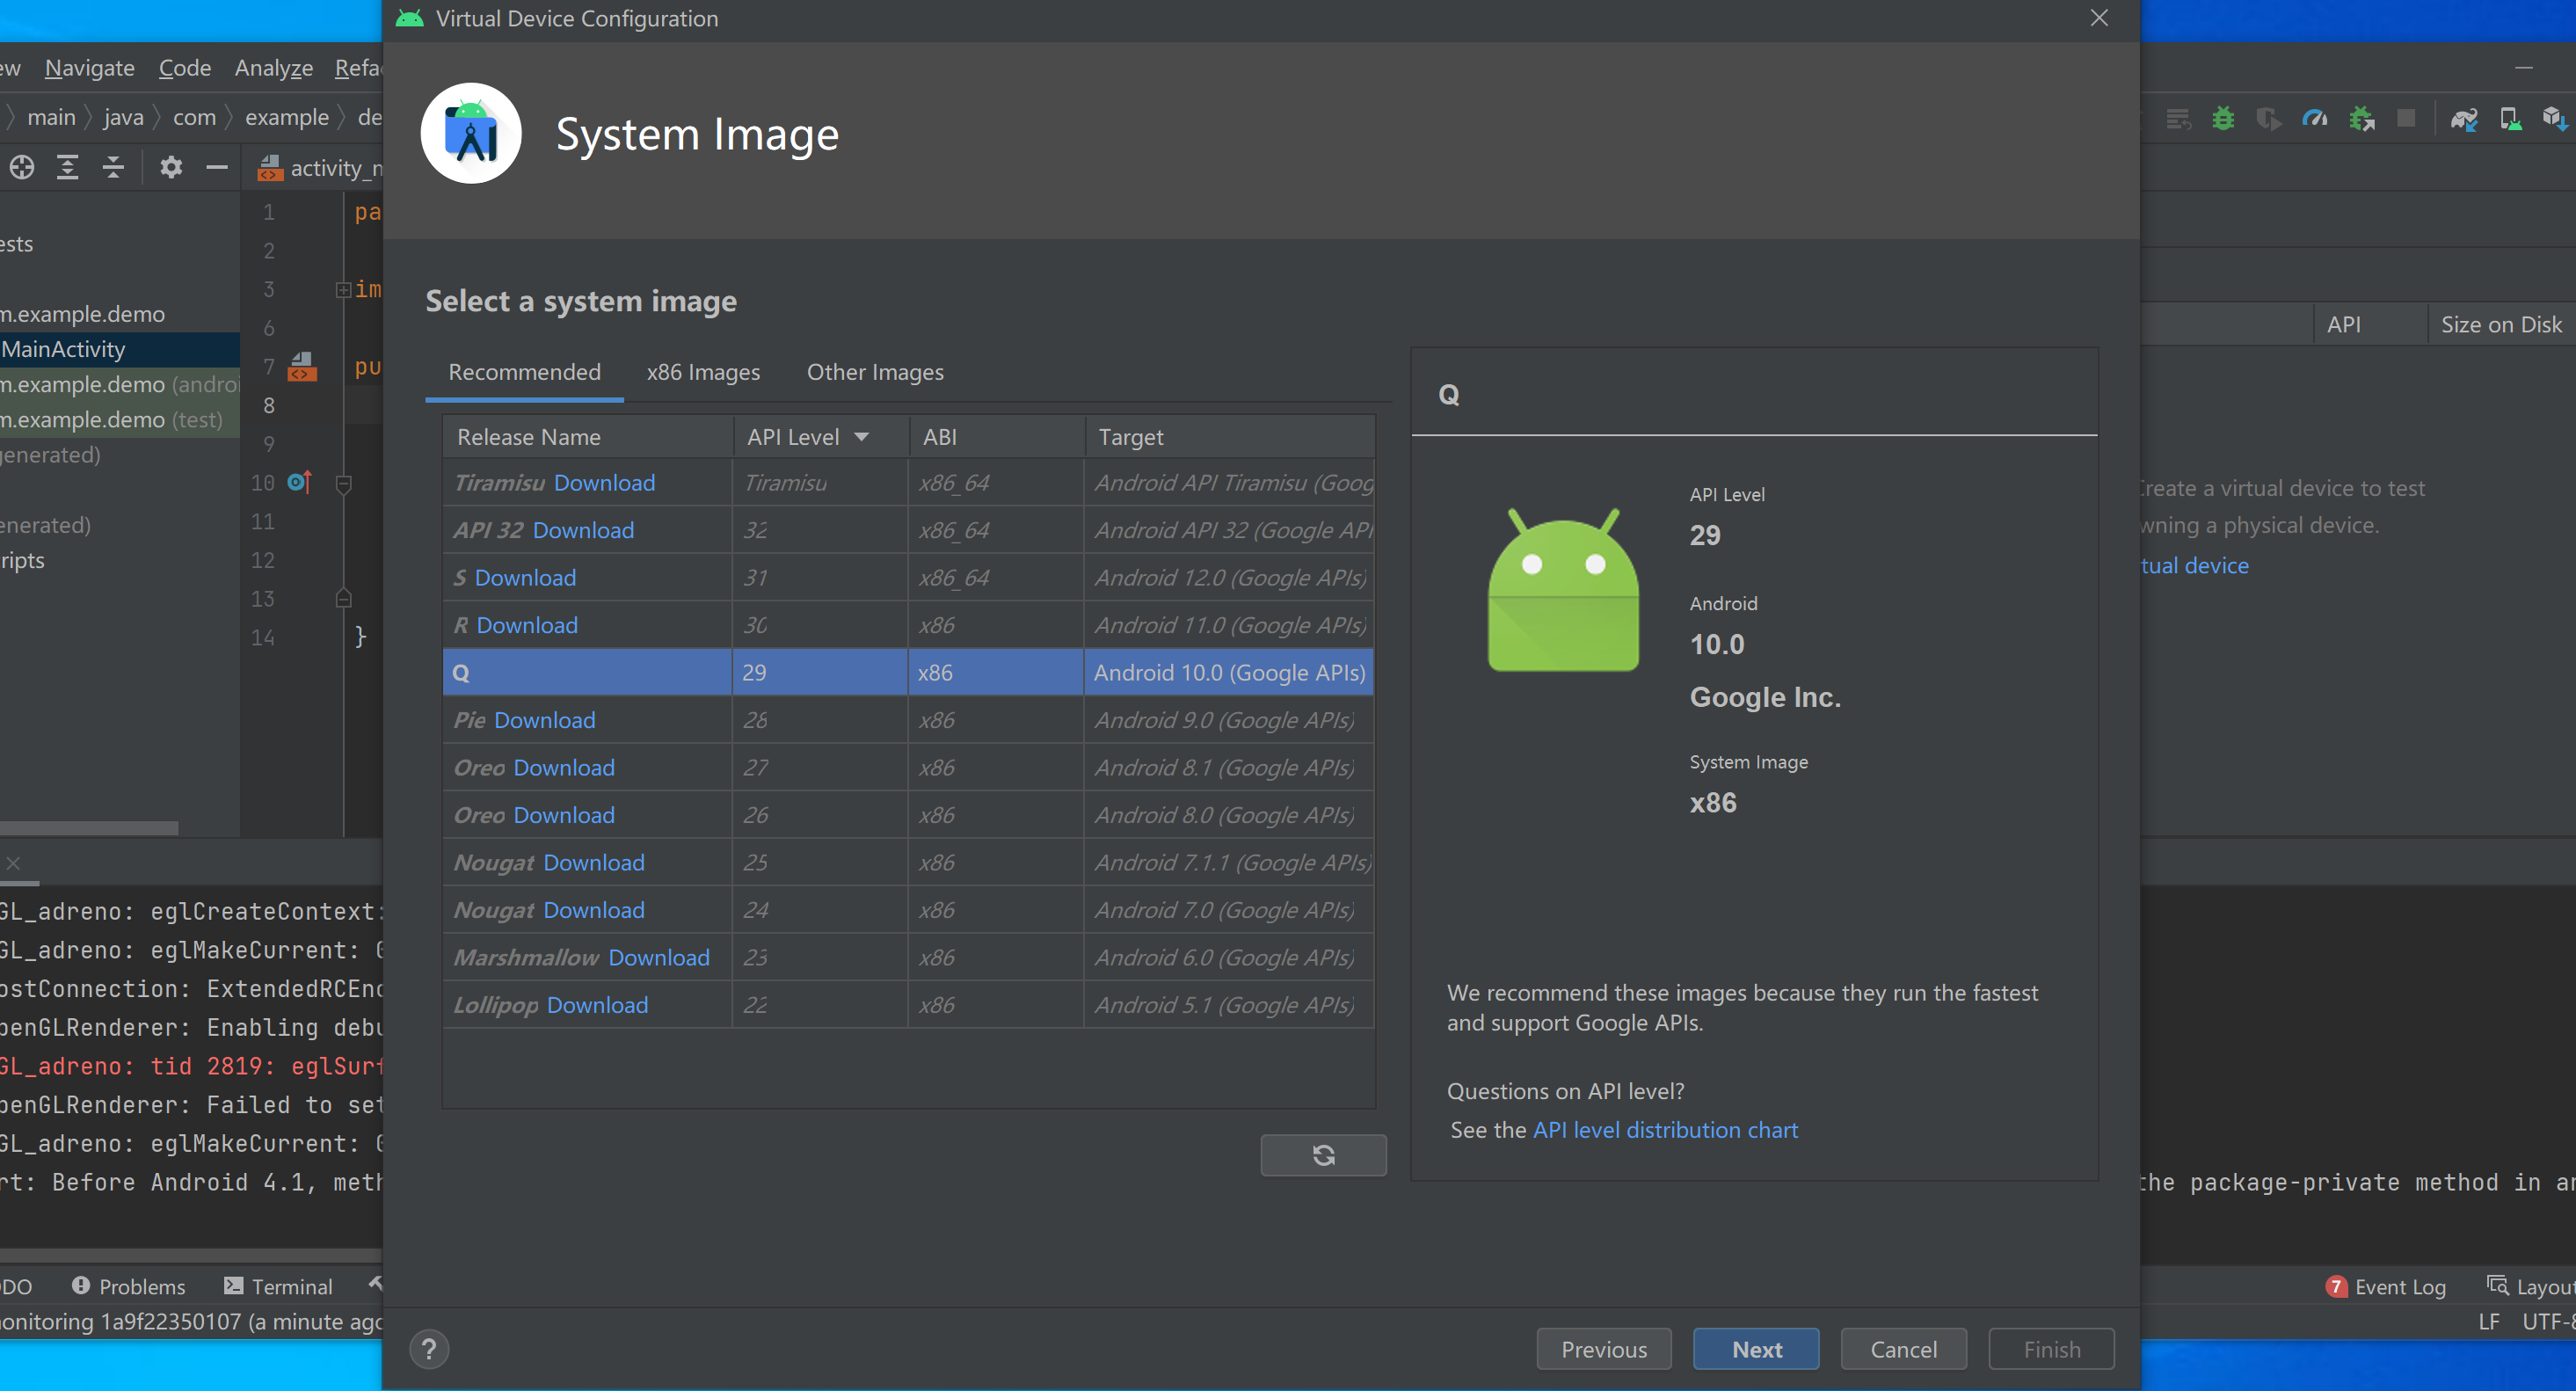 Virtual Device Configuration
Navigate Code Analyze
main java com example
System Image
Select a system image
Recommended x86 Images Other Images
Release Name API Level ABI Target
Tiramisu Download Tiramisu x86_64 Android API Tiramisu (Goog
API 32 Download 32 x86_64 Android API 32 (Google API
S Download 31 x86_64 Android 12.0 (Google APIs)
R Download 30 x86 Android 11.0 (Google APIs)
Q 29 x86 Android 10.0 (Google APIs)
Pie Download 28 x86 Android 9.0 (Google APIs)
Oreo Download 27 x86 Android 8.1 (Google APIs)
Oreo Download 26 x86 Android 8.0 (Google APIs)
Nougat Download 25 x86 Android 7.1.1 (Google APIs)
Nougat Download 24 x86 Android 7.0 (Google APIs)
Marshmallow Download 23 x86 Android 6.0 (Google APIs)
Lollipop Download 22 x86 Android 5.1 (Google APIs)
Q
API Level
29
Android
10.0
Google Inc.
System Image
x86
We recommend these images because they run the fastest
and support Google APIs.
Questions on API level?
See the API level distribution chart
? Previous Next Cancel Finish
activity_m
ests
m.example.demo
MainActivity
m.example.demo (androi
m.example.demo (test)
generated)
enerated)
ripts
1 pa
2
3 im
6
7 pu
8
9
10
11
12
13
14 }
GL_adreno: eglCreateContext:
GL_adreno: eglMakeCurrent:
ostConnection: ExtendedRCEnc
penGLRenderer: Enabling debu
GL_adreno: tid 2819: eglSurf
penGLRenderer: Failed to set
GL_adreno: eglMakeCurrent:
rt: Before Android 4.1, meth
DO Problems Terminal
onitoring 1a9f22350107 (a minute ago
API Size on Disk
Create a virtual device to test
wning a physical device.
tual device
the package-private method in an
7 Event Log Layout
LF UTF-8